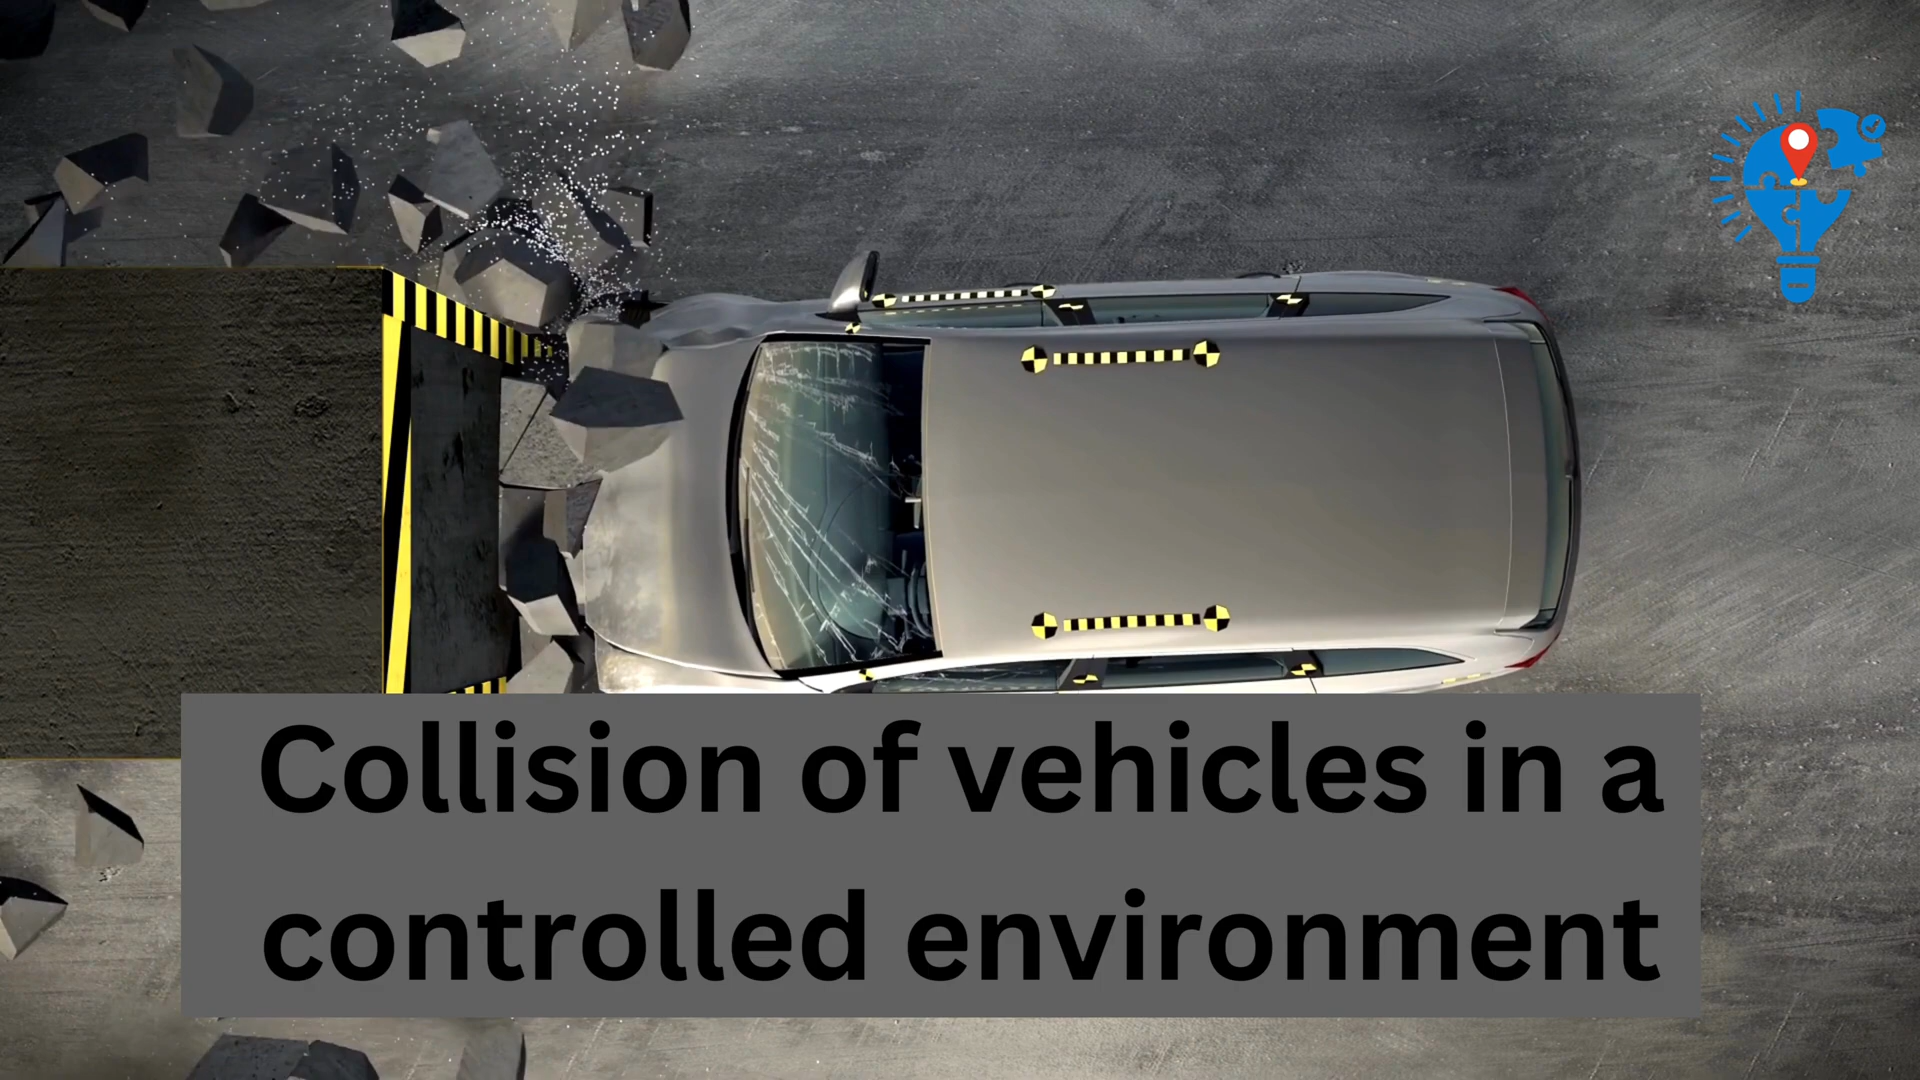 Collision of vehicles in a
controlled environment